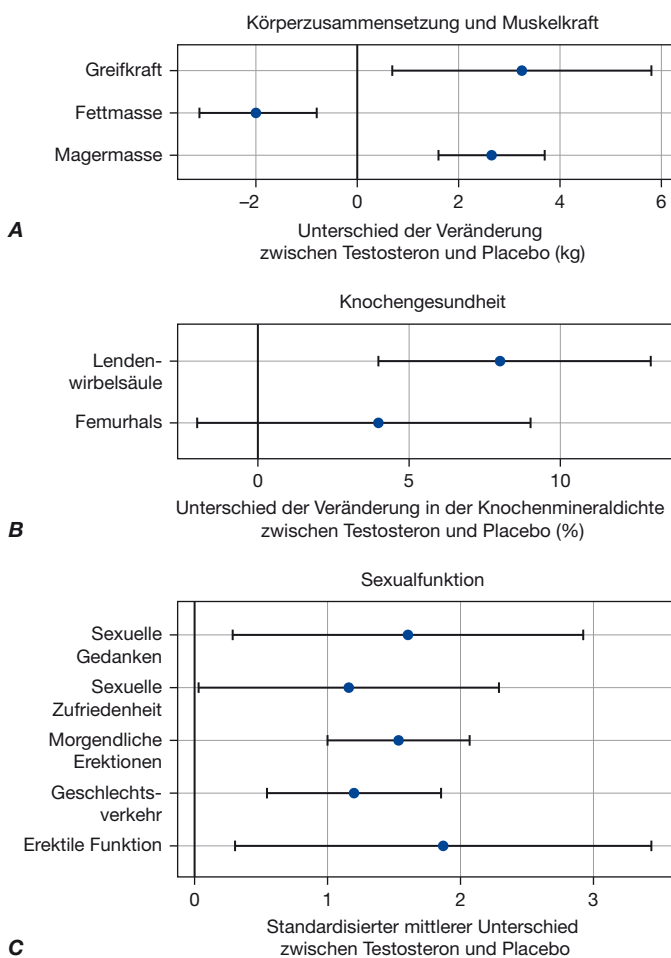 Körperzusammensetzung und Muskelkraft
Greifkraft
Fettmasse
Magermasse
–2 0 2 4 6
A
Unterschied der Veränderung
zwischen Testosteron und Placebo (kg)
Knochengesundheit
Lenden-
wirbelsäule
Femurhals
0 5 10
Unterschied der Veränderung in der Knochenmineraldichte
B
zwischen Testosteron und Placebo (%)
Sexualfunktion
Sexuelle
Gedanken
Sexuelle
Zufriedenheit
Morgendliche
Erektionen
Geschlechts-
verkehr
Erektile Funktion
0 1 2 3
Standardisierter mittlerer Unterschied
C
zwischen Testosteron und Placebo